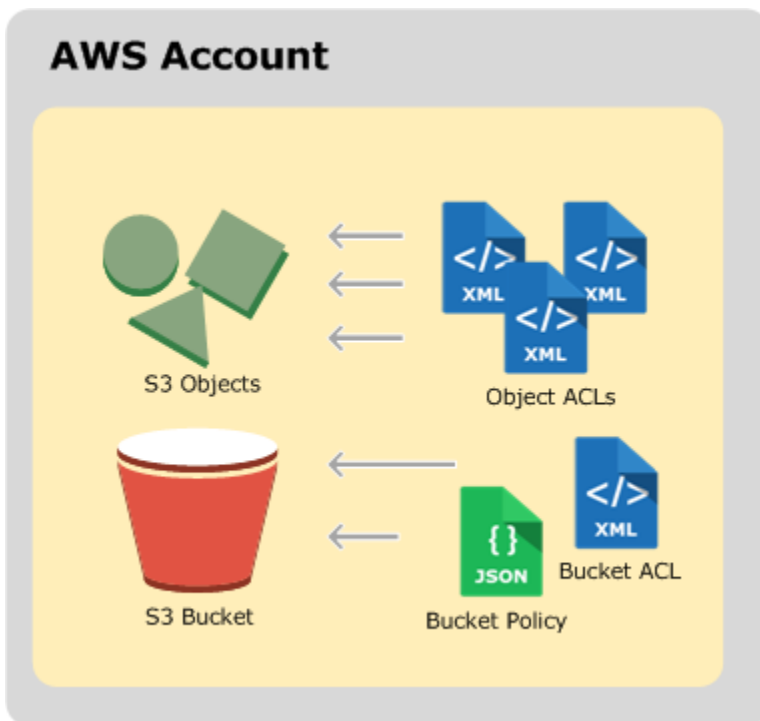 AWS Account
</>
XML
</>
XML
</>
XML
S3 Objects
Object ACLs
</>
XML
{}
JSON
Bucket ACL
S3 Bucket
Bucket Policy